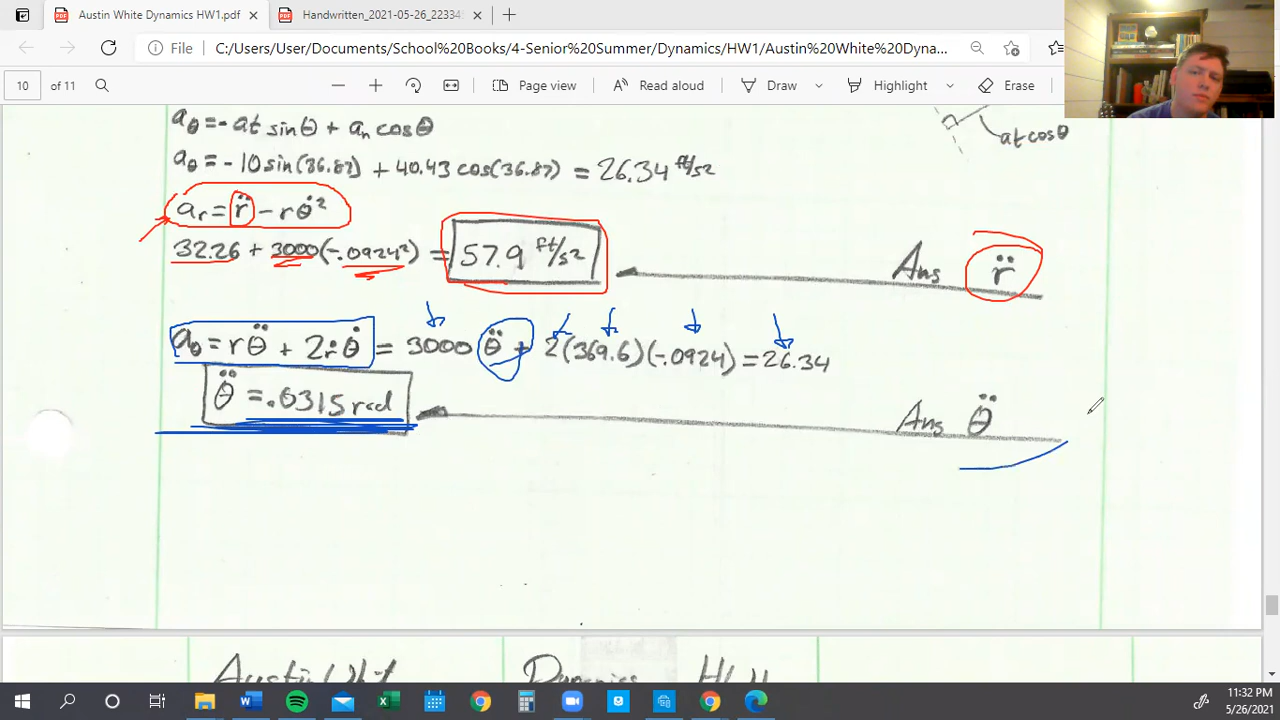 Austin White Dynamics HW1.pdf
Handwritten_2021-05-26_22334
File
C:/Users/User/Documents/School%20Books/4-Senior%20Summer/Dynamics/HW1/Austin%20White%20Dyna...
10 of 11
Page view
Read aloud
Draw
Highlight
Erase
aθ = -at sinθ + an cosθ
at cosθ
aθ = -10 sin(36.87) + 40.43 cos(36.87) = 26.34 ft/s2
ar = r̈ - rθ̇²
32.26 + 3000(-.0924²) = 57.9 ft/s2
Ans r̈
aθ = rθ̈ + 2ṙθ̇ = 3000 θ̈ + 2(369.6)(-.0924) = 26.34
θ̈ = .0315 rad
Ans θ̈
Austin Whit Dynamics HW
11:32 PM
5/26/2021